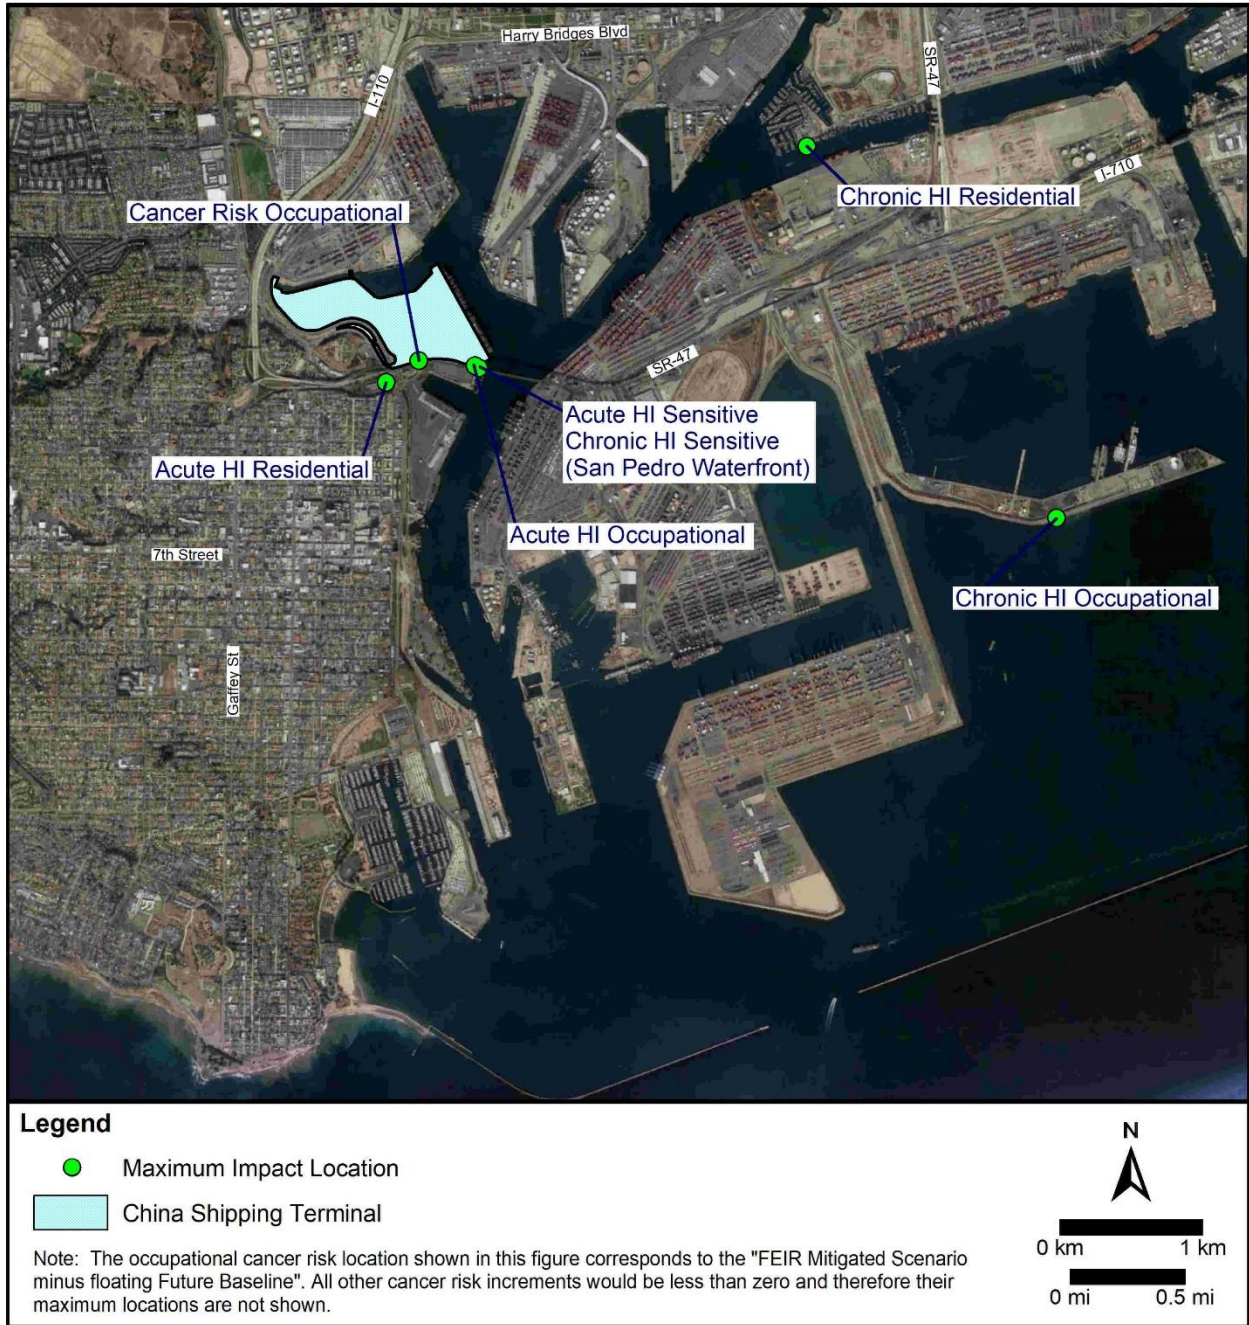 Harry Bridges Blvd
I-110
SR-47
I-710
Chronic HI Residential
Cancer Risk Occupational
SR-47
Acute HI Sensitive
Chronic HI Sensitive
(San Pedro Waterfront)
Acute HI Residential
Acute HI Occupational
7th Street
Chronic HI Occupational
Gaffey St
Legend
Maximum Impact Location
China Shipping Terminal
Note: The occupational cancer risk location shown in this figure corresponds to the "FEIR Mitigated Scenario
minus floating Future Baseline". All other cancer risk increments would be less than zero and therefore their
maximum locations are not shown.
N
0 km 1 km
0 mi 0.5 mi